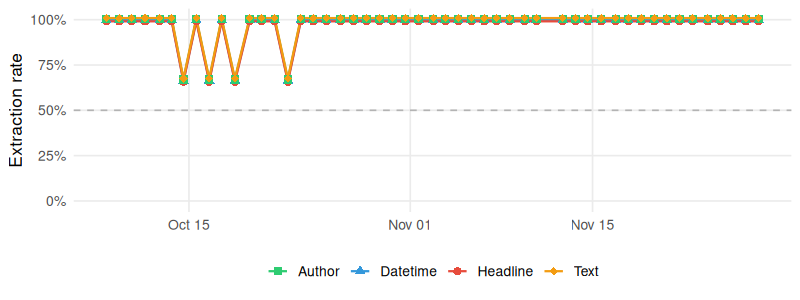 Extraction rate
100%
75%
50%
25%
0%
Oct 15 Nov 01 Nov 15
Author Datetime Headline Text